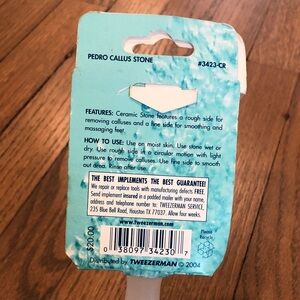 PEDRO CALLUS STONE
#3423-CR
FEATURES: Ceramic Stone features a rough side for
removing calluses and a fine side for smoothing and
massaging feet.
HOW TO USE: Use on moist skin. Use stone wet or
dry. Use rough side in a circular motion with light
pressure to remove calluses. Use fine side to smooth
out area. Rinse after use.
THE BEST IMPLEMENTS THE BEST GUARANTEE!
We repair or replace tools with manufacturing defects FREE
Send implement insured in a padded mailer with your name,
address and telephone number to: TWEEZERMAN SERVICE,
235 Blue Bell Road, Houston TX 77037. Allow four weeks.
www.tweezerman.com
$20.00
0 38097 34230 7
Please
Recycle
Distributed by TWEEZERMAN © 2004